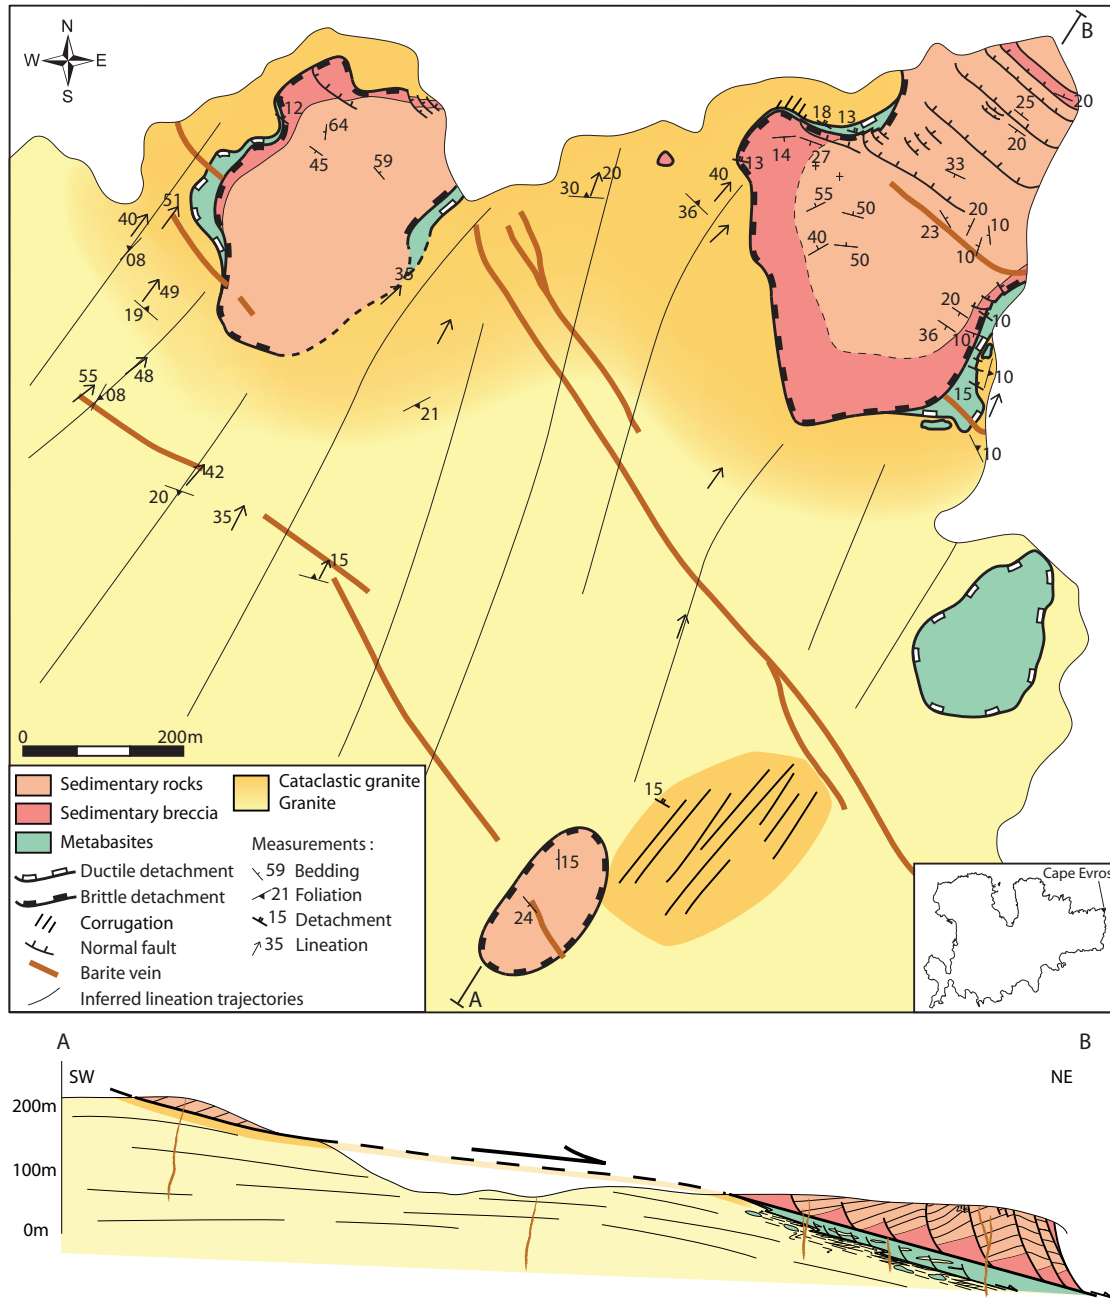 N
W E
S
B
12
64
45
59
18
13
25
20
20
14
27
13
33
40
36
30
20
51
40
08
55
50
20
23
10
10
40
50
35
49
19
20
10
36
10
10
15
48
55
08
21
10
42
20
35
15
15
15
24
A
0 200m
Sedimentary rocks
Sedimentary breccia
Metabasites
Ductile detachment
Brittle detachment
Corrugation
Normal fault
Barite vein
Inferred lineation trajectories
Cataclastic granite
Granite
Measurements :
59 Bedding
21 Foliation
15 Detachment
35 Lineation
Cape Evros
A B
SW NE
200m
100m
0m